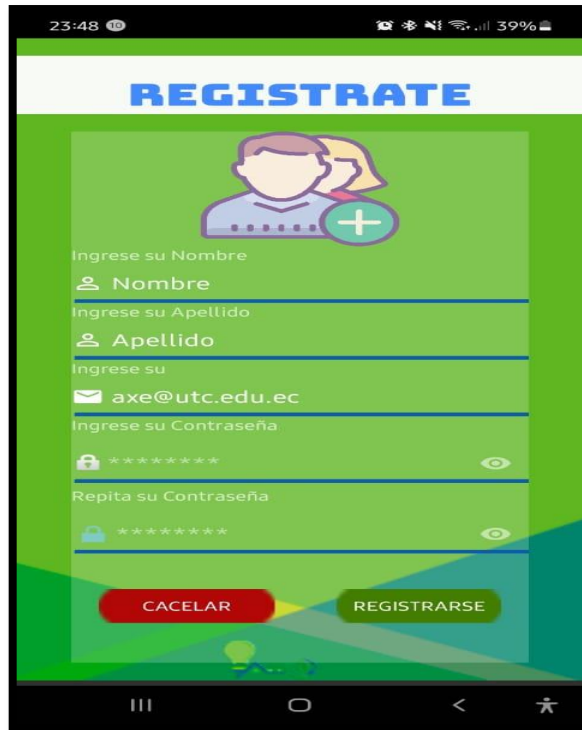 23:48 10 39%
REGISTRATE
Ingrese su Nombre
Nombre
Ingrese su Apellido
Apellido
Ingrese su
axe@utc.edu.ec
Ingrese su Contraseña
********
Repita su Contraseña
********
CACELAR REGISTRARSE